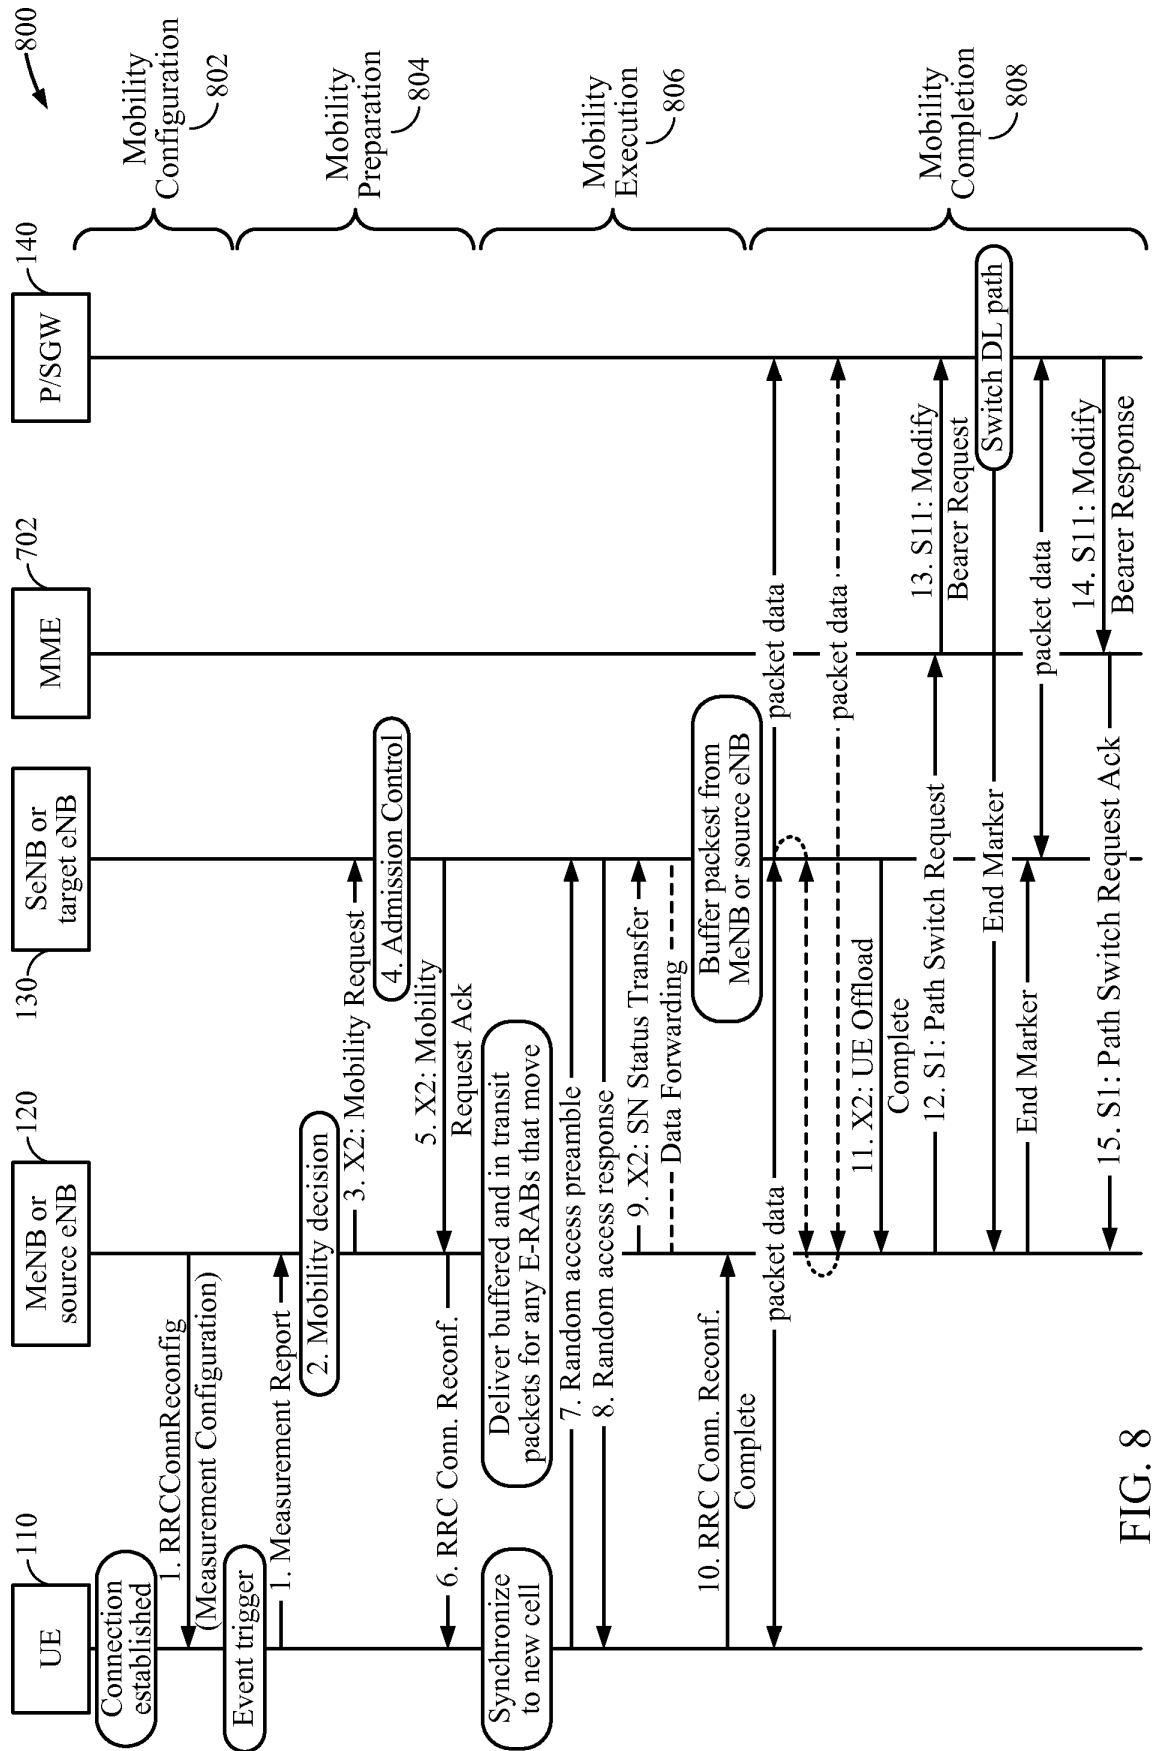 800
UE
110
MeNB or
source eNB
120
SeNB or
target eNB
130
MME
702
P/SGW
140
Connection
established
1. RRCConnReconfig
(Measurement Configuration)
Mobility
Configuration
802
Event trigger
1. Measurement Report
2. Mobility decision
3. X2: Mobility Request
4. Admission Control
5. X2: Mobility
Request Ack
6. RRC Conn. Reconf.
Mobility
Preparation
804
Synchronize
to new cell
Deliver buffered and in transit
packets for any E-RABs that move
7. Random access preamble
8. Random access response
9. X2: SN Status Transfer
Data Forwarding
Buffer packest from
MeNB or source eNB
10. RRC Conn. Reconf.
Complete
Mobility
Execution
806
packet data
packet data
packet data
11. X2: UE Offload
Complete
12. S1: Path Switch Request
13. S11: Modify
Bearer Request
Switch DL path
End Marker
End Marker
packet data
14. S11: Modify
Bearer Response
15. S1: Path Switch Request Ack
Mobility
Completion
808
FIG. 8